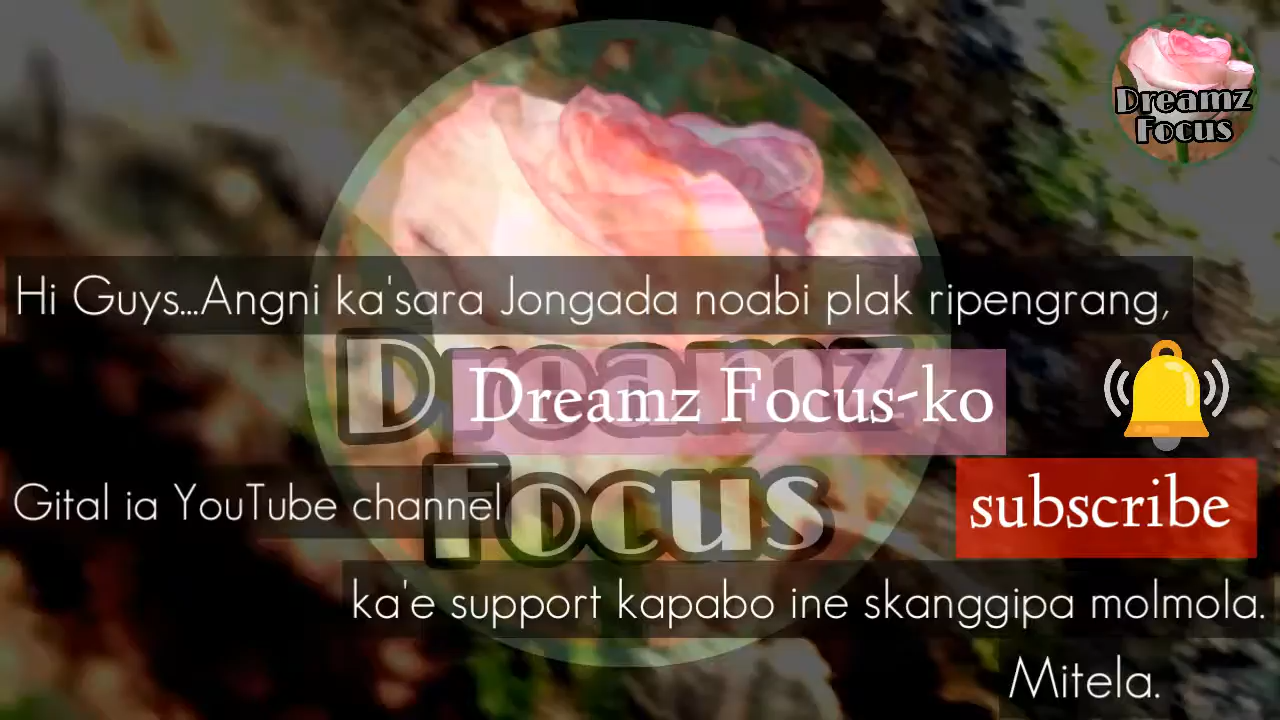 Dreamz
Focus
Hi Guys...Angni ka'sara Jongada noabi plak ripengrang,
Dreamz
Dreamz Focus-ko
Focus
Gital ia YouTube channel
subscribe
ka'e support kapabo ine skanggipa molmola.
Mitela.